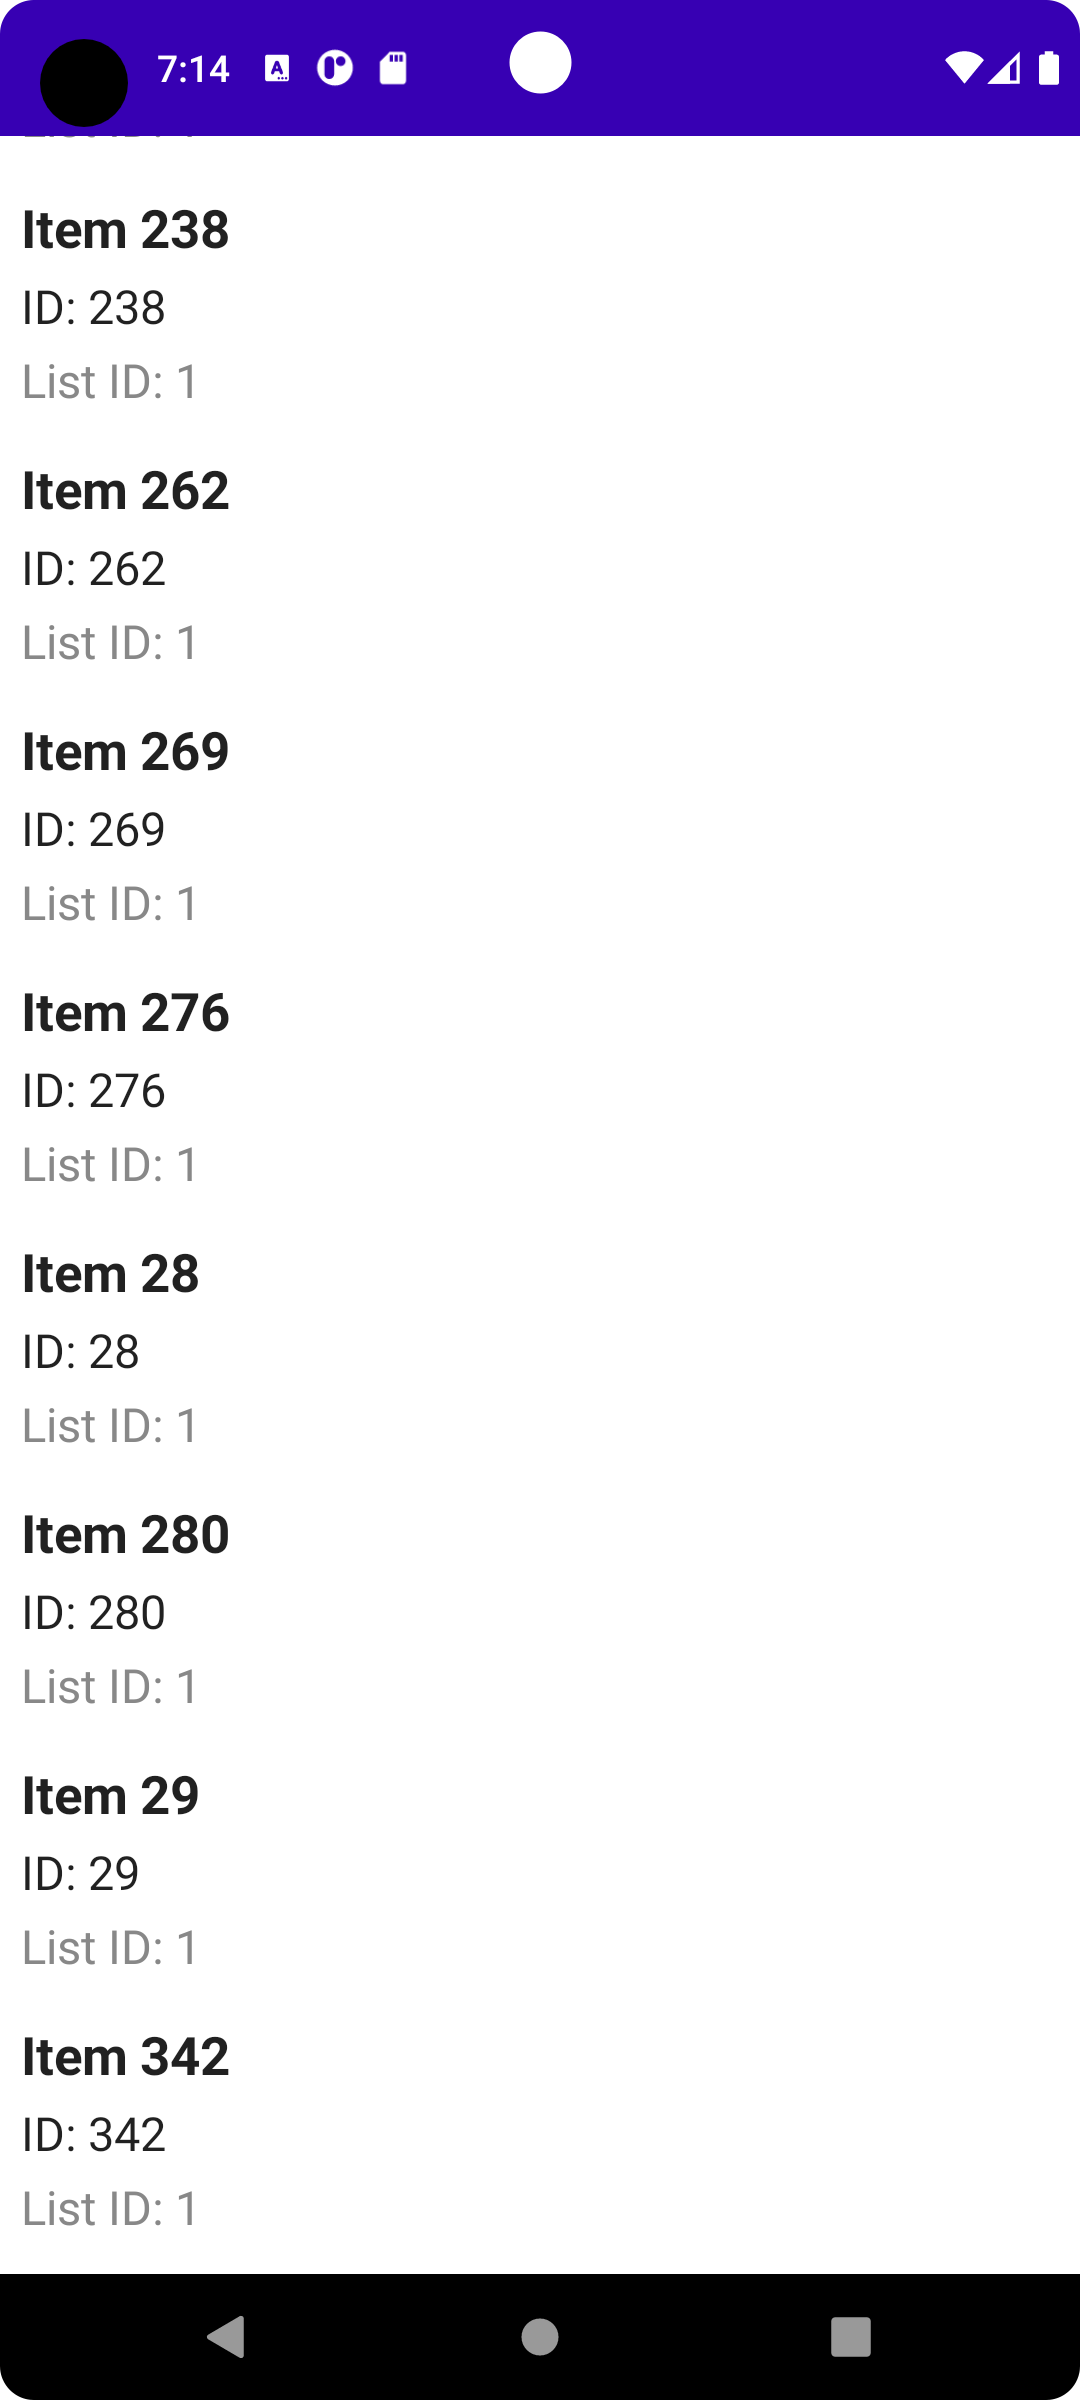 7:14
Item 238
ID: 238
List ID: 1
Item 262
ID: 262
List ID: 1
Item 269
ID: 269
List ID: 1
Item 276
ID: 276
List ID: 1
Item 28
ID: 28
List ID: 1
Item 280
ID: 280
List ID: 1
Item 29
ID: 29
List ID: 1
Item 342
ID: 342
List ID: 1